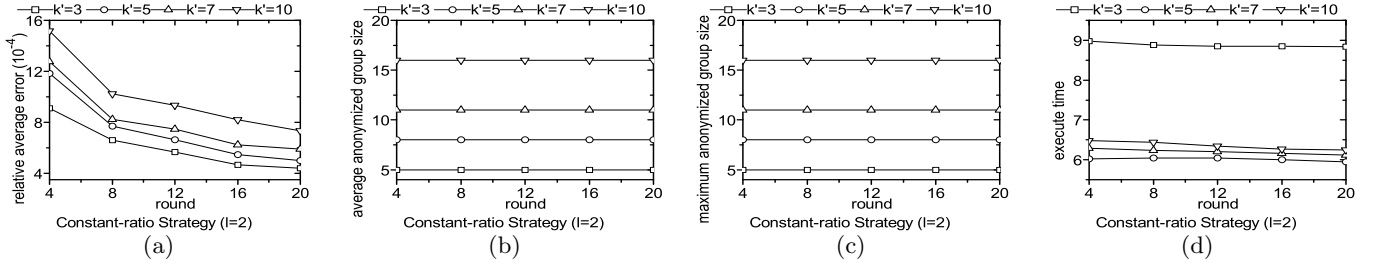 k'=3 k'=5 k'=7 k'=10
relative average error (10^-4)
16
12
8
4
4 8 12 16 20
round
Constant-ratio Strategy (l=2)
(a)
k'=3 k'=5 k'=7 k'=10
average anonymized group size
20
15
10
5
4 8 12 16 20
round
Constant-ratio Strategy (l=2)
(b)
k'=3 k'=5 k'=7 k'=10
maximum anonymized group size
20
15
10
5
4 8 12 16 20
round
Constant-ratio Strategy (l=2)
(c)
k'=3 k'=5 k'=7 k'=10
execute time
9
7
6
4 8 12 16 20
round
Constant-ratio Strategy (l=2)
(d)